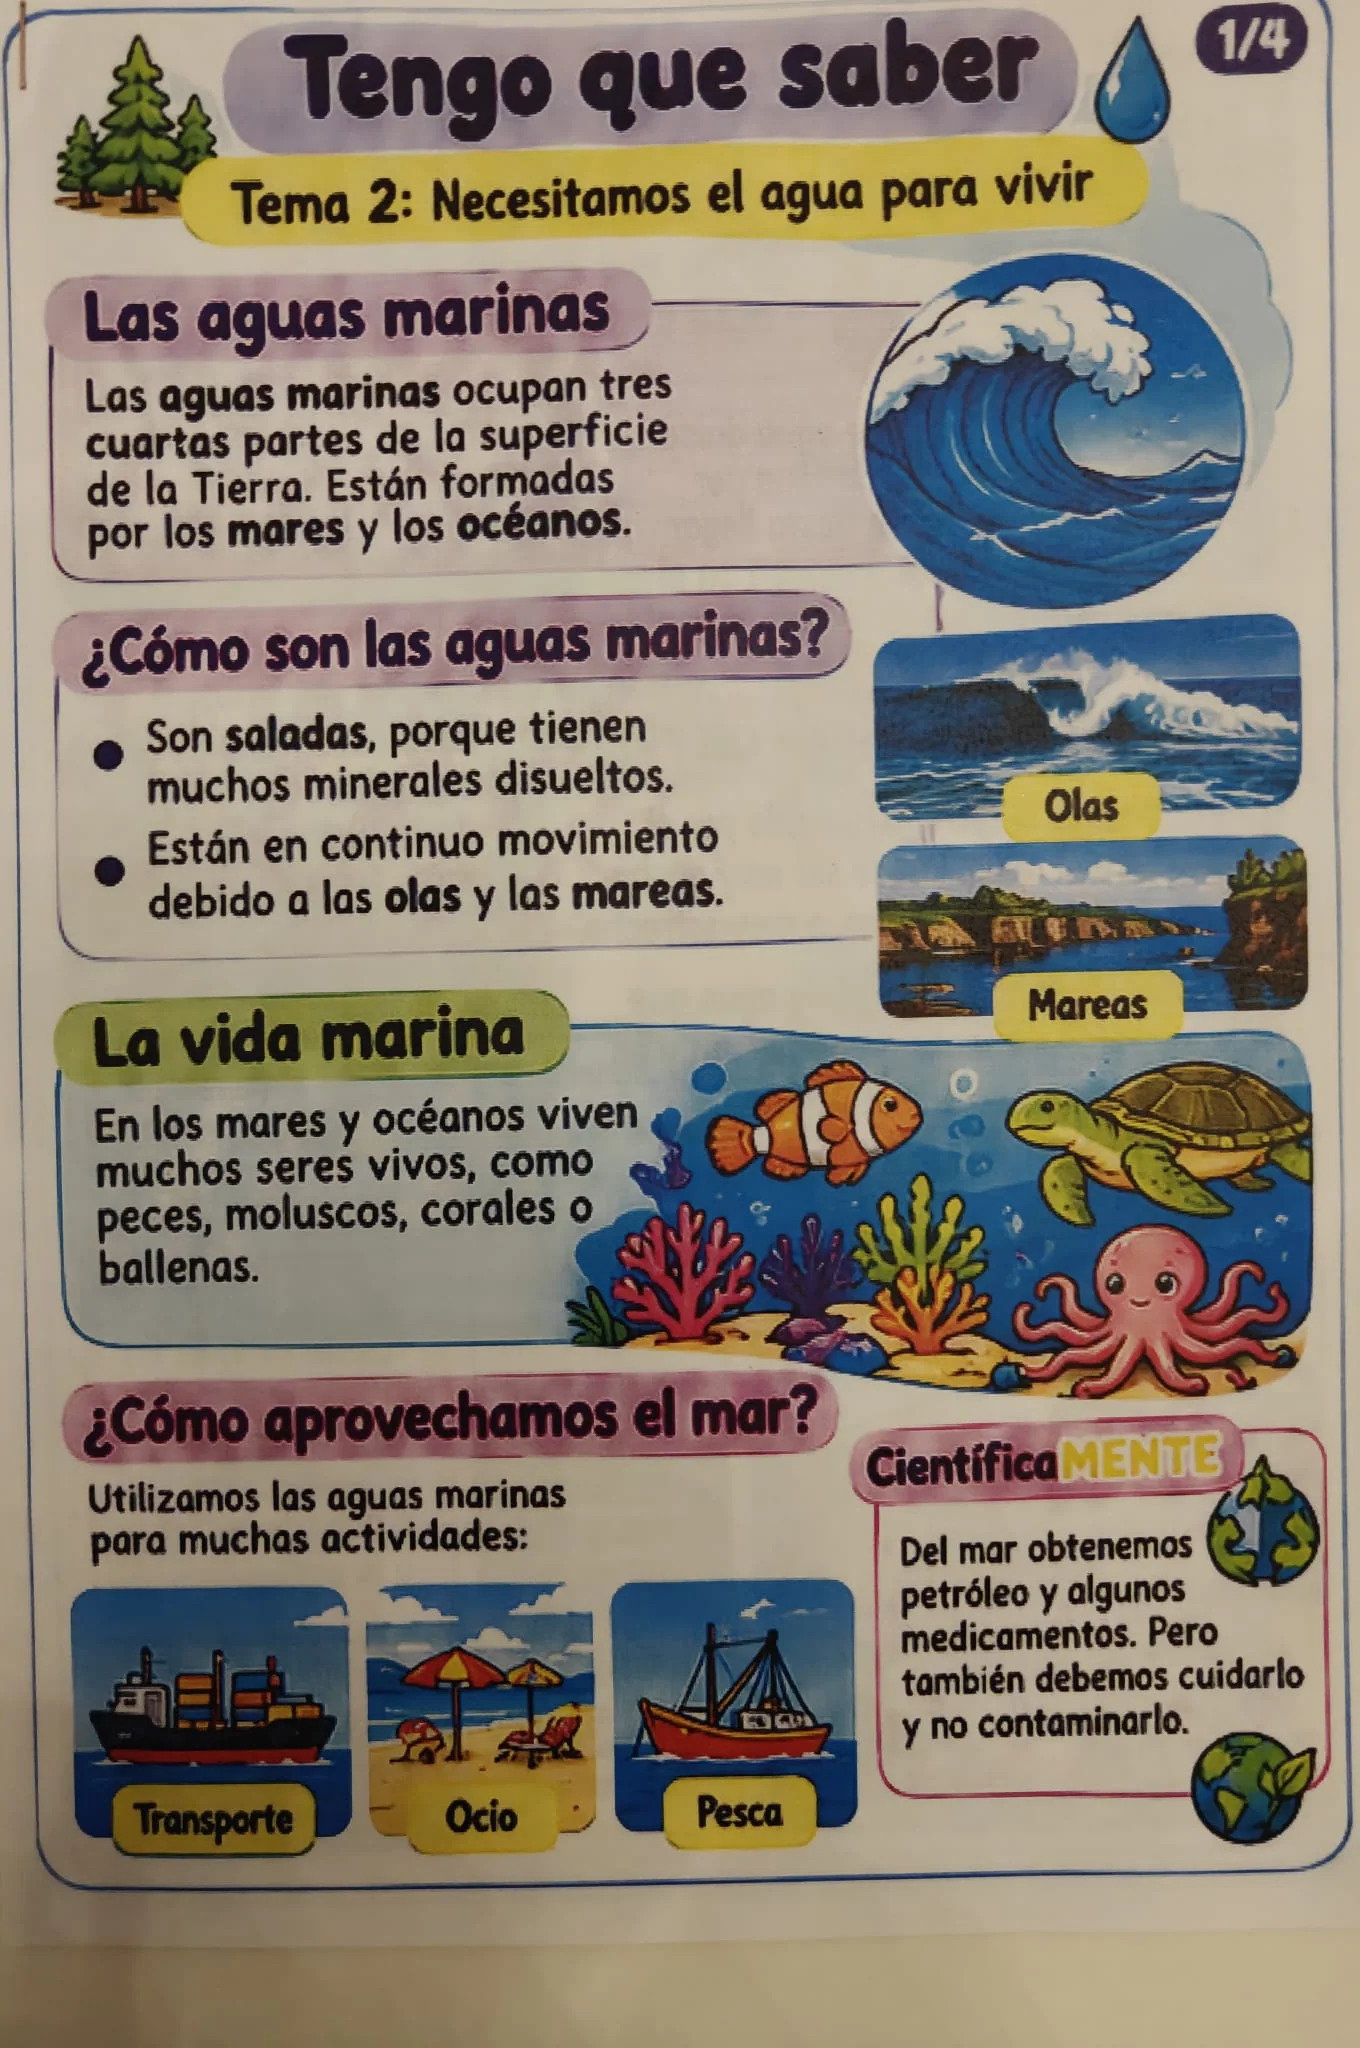 1/4
Tengo que saber
Tema 2: Necesitamos el agua para vivir
Las aguas marinas
Las aguas marinas ocupan tres
cuartas partes de la superficie
de la Tierra. Están formadas
por los mares y los océanos.
¿Cómo son las aguas marinas?
Son saladas, porque tienen
muchos minerales disueltos.
Están en continuo movimiento
debido a las olas y las mareas.
Olas
Mareas
La vida marina
En los mares y océanos viven
muchos seres vivos, como
peces, moluscos, corales o
ballenas.
¿Cómo aprovechamos el mar?
Utilizamos las aguas marinas
para muchas actividades:
Transporte
Ocio
Pesca
CientíficaMENTE
Del mar obtenemos
petróleo y algunos
medicamentos. Pero
también debemos cuidarlo
y no contaminarlo.